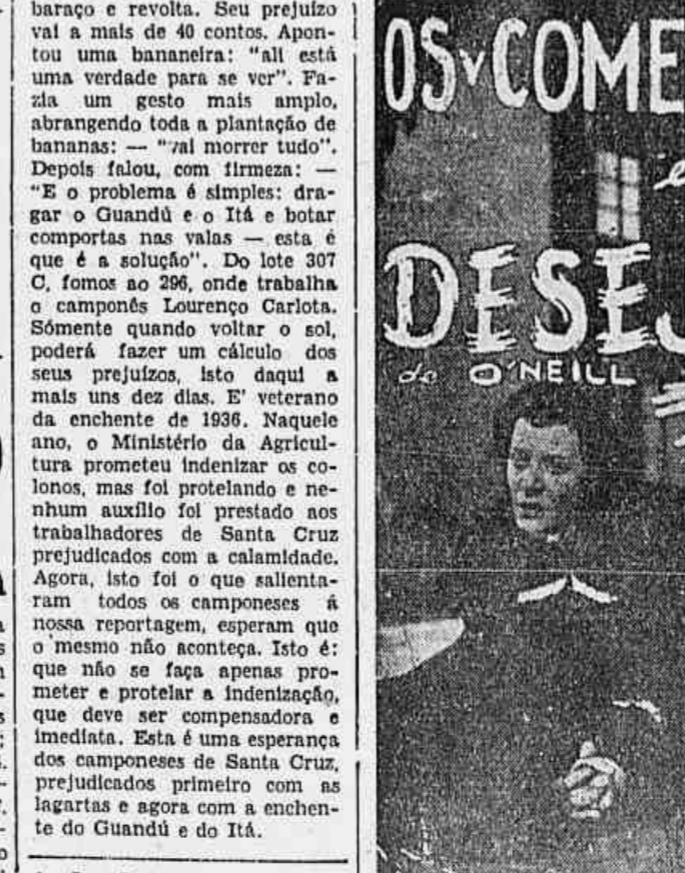 baraço e revolta. Seu prejuízo
vai a mais de 40 contos. Apon-
tou uma bananeira: "ali está
uma verdade para se ver". Fa-
zia um gesto mais amplo,
abrangendo toda a plantação de
bananas: — "vai morrer tudo".
Depois falou, com firmeza: —
"E o problema é simples: dra-
gar o Guandú e o Itá e botar
comportas nas valas — esta é
que é a solução". Do lote 307
C, fomos ao 296, onde trabalha
o camponês Lourenço Carlota.
Sómente quando voltar o sol,
poderá fazer um cálculo dos
seus prejuízos, isto daqui a
mais uns dez dias. E' veterano
da enchente de 1936. Naquele
ano, o Ministério da Agricul-
tura prometeu indenizar os co-
lonos, mas foi protelando e ne-
nhum auxílio foi prestado aos
trabalhadores de Santa Cruz
prejudicados com a calamidade.
Agora, isto foi o que salienta-
ram todos os camponeses á
nossa reportagem, esperam que
o mesmo não aconteça. Isto é:
que não se faça apenas pro-
meter e protelar a indenização,
que deve ser compensadora e
imediata. Esta é uma esperança
dos camponeses de Santa Cruz,
prejudicados primeiro com as
lagartas e agora com a enchen-
te do Guandú e do Itá.
OS COME
DESEJ
de O'NEILL